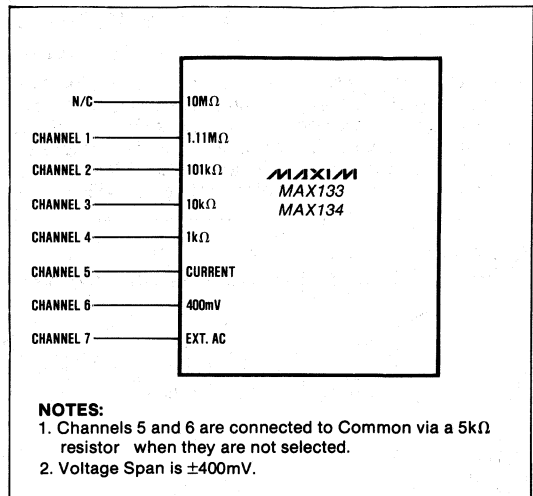 N/C 10MΩ
CHANNEL 1 1.11MΩ
CHANNEL 2 101kΩ
CHANNEL 3 10kΩ
CHANNEL 4 1kΩ
CHANNEL 5 CURRENT
CHANNEL 6 400mV
CHANNEL 7 EXT. AC
MAXIM
MAX133
MAX134
NOTES:
1. Channels 5 and 6 are connected to Common via a 5kΩ
resistor when they are not selected.
2. Voltage Span is ±400mV.